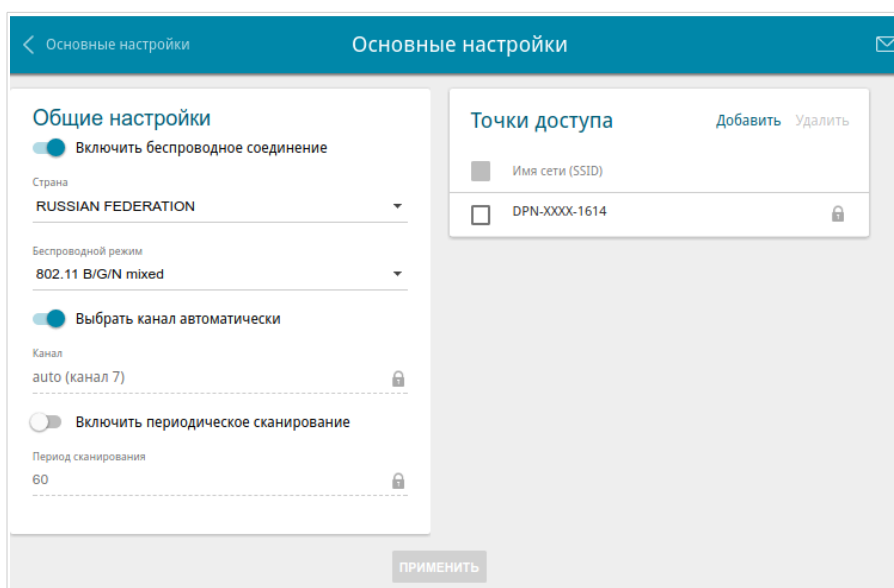 Основные настройки
Основные настройки
Общие настройки
Включить беспроводное соединение
Страна
RUSSIAN FEDERATION
Беспроводной режим
802.11 B/G/N mixed
Выбрать канал автоматически
Канал
auto (канал 7)
Включить периодическое сканирование
Период сканирования
60
Точки доступа
Добавить
Удалить
Имя сети (SSID)
DPN-XXXX-1614
ПРИМЕНИТЬ